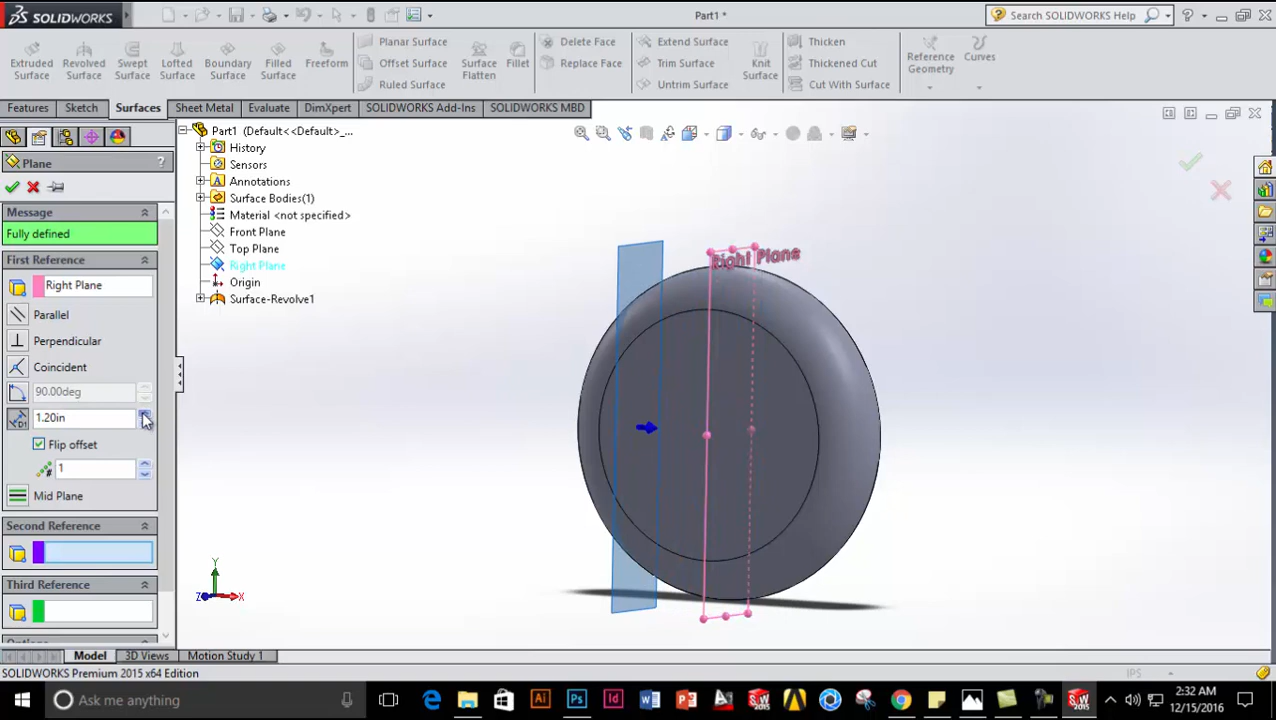 SOLIDWORKS
Part1 *
Search SOLIDWORKS Help
Extruded Surface
Revolved Surface
Swept Surface
Lofted Surface
Boundary Surface
Filled Surface
Freeform
Planar Surface
Offset Surface
Ruled Surface
Surface Flatten
Fillet
Delete Face
Replace Face
Extend Surface
Trim Surface
Untrim Surface
Knit Surface
Thicken
Thickened Cut
Cut With Surface
Reference Geometry
Curves
Features
Sketch
Surfaces
Sheet Metal
Evaluate
DimXpert
SOLIDWORKS Add-Ins
SOLIDWORKS MBD
Plane
?
Message
Fully defined
First Reference
Right Plane
Parallel
Perpendicular
Coincident
90.00deg
1.20in
Flip offset
1
Mid Plane
Second Reference
Third Reference
Part1 (Default<<Default>_...
History
Sensors
Annotations
Surface Bodies(1)
Material <not specified>
Front Plane
Top Plane
Right Plane
Origin
Surface-Revolve1
Right Plane
Y
Z
X
Model
3D Views
Motion Study 1
SOLIDWORKS Premium 2015 x64 Edition
IPS
Ask me anything
2:32 AM
12/15/2016